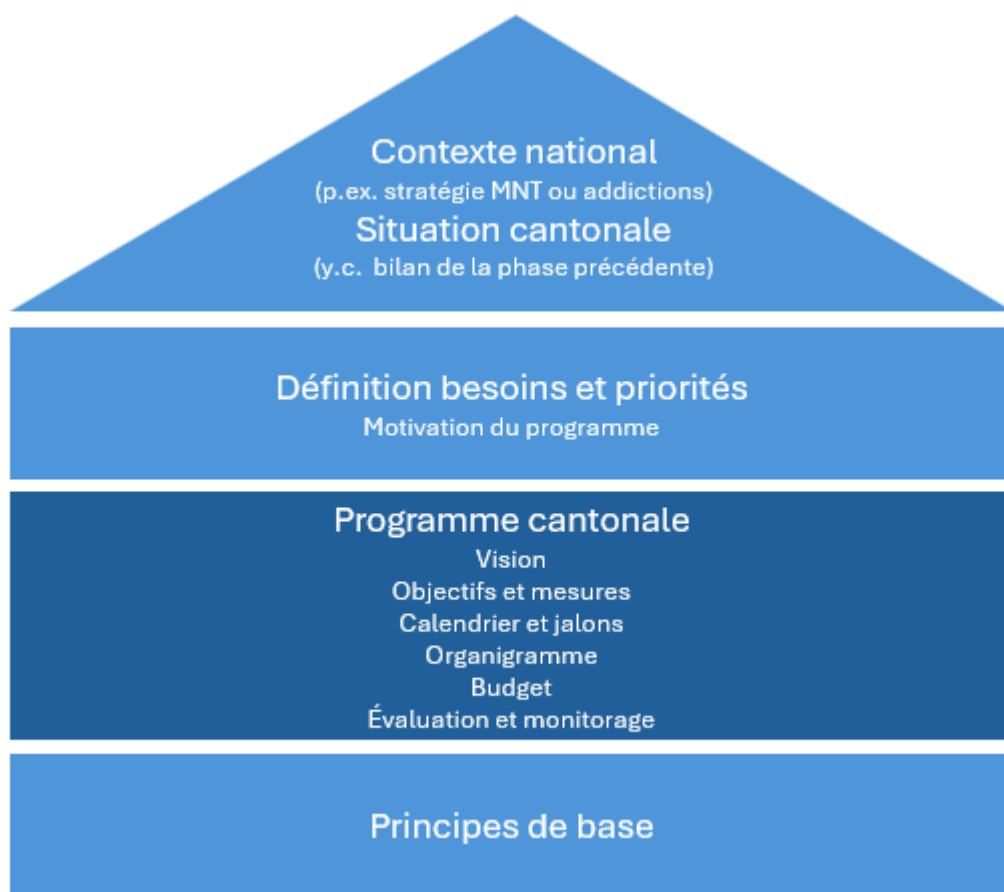 Contexte national
(p.ex. stratégie MNT ou addictions)
Situation cantonale
(y.c. bilan de la phase précédente)
Définition besoins et priorités
Motivation du programme
Programme cantonale
Vision
Objectifs et mesures
Calendrier et jalons
Organigramme
Budget
Évaluation et monitorage
Principes de base